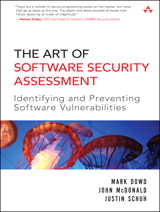 "There are a number of secure programming books on the market, but none
that go as deep as this one. The depth and detail exceeds all books that
I know about by an order of magnitude."
—Halvar Flake, CEO and head of research, SABRE Security GmbH
THE ART OF
SOFTWARE SECURITY
ASSESSMENT
Identifying and Preventing
Software Vulnerabilities
MARK DOWD
JOHN McDONALD
JUSTIN SCHUH